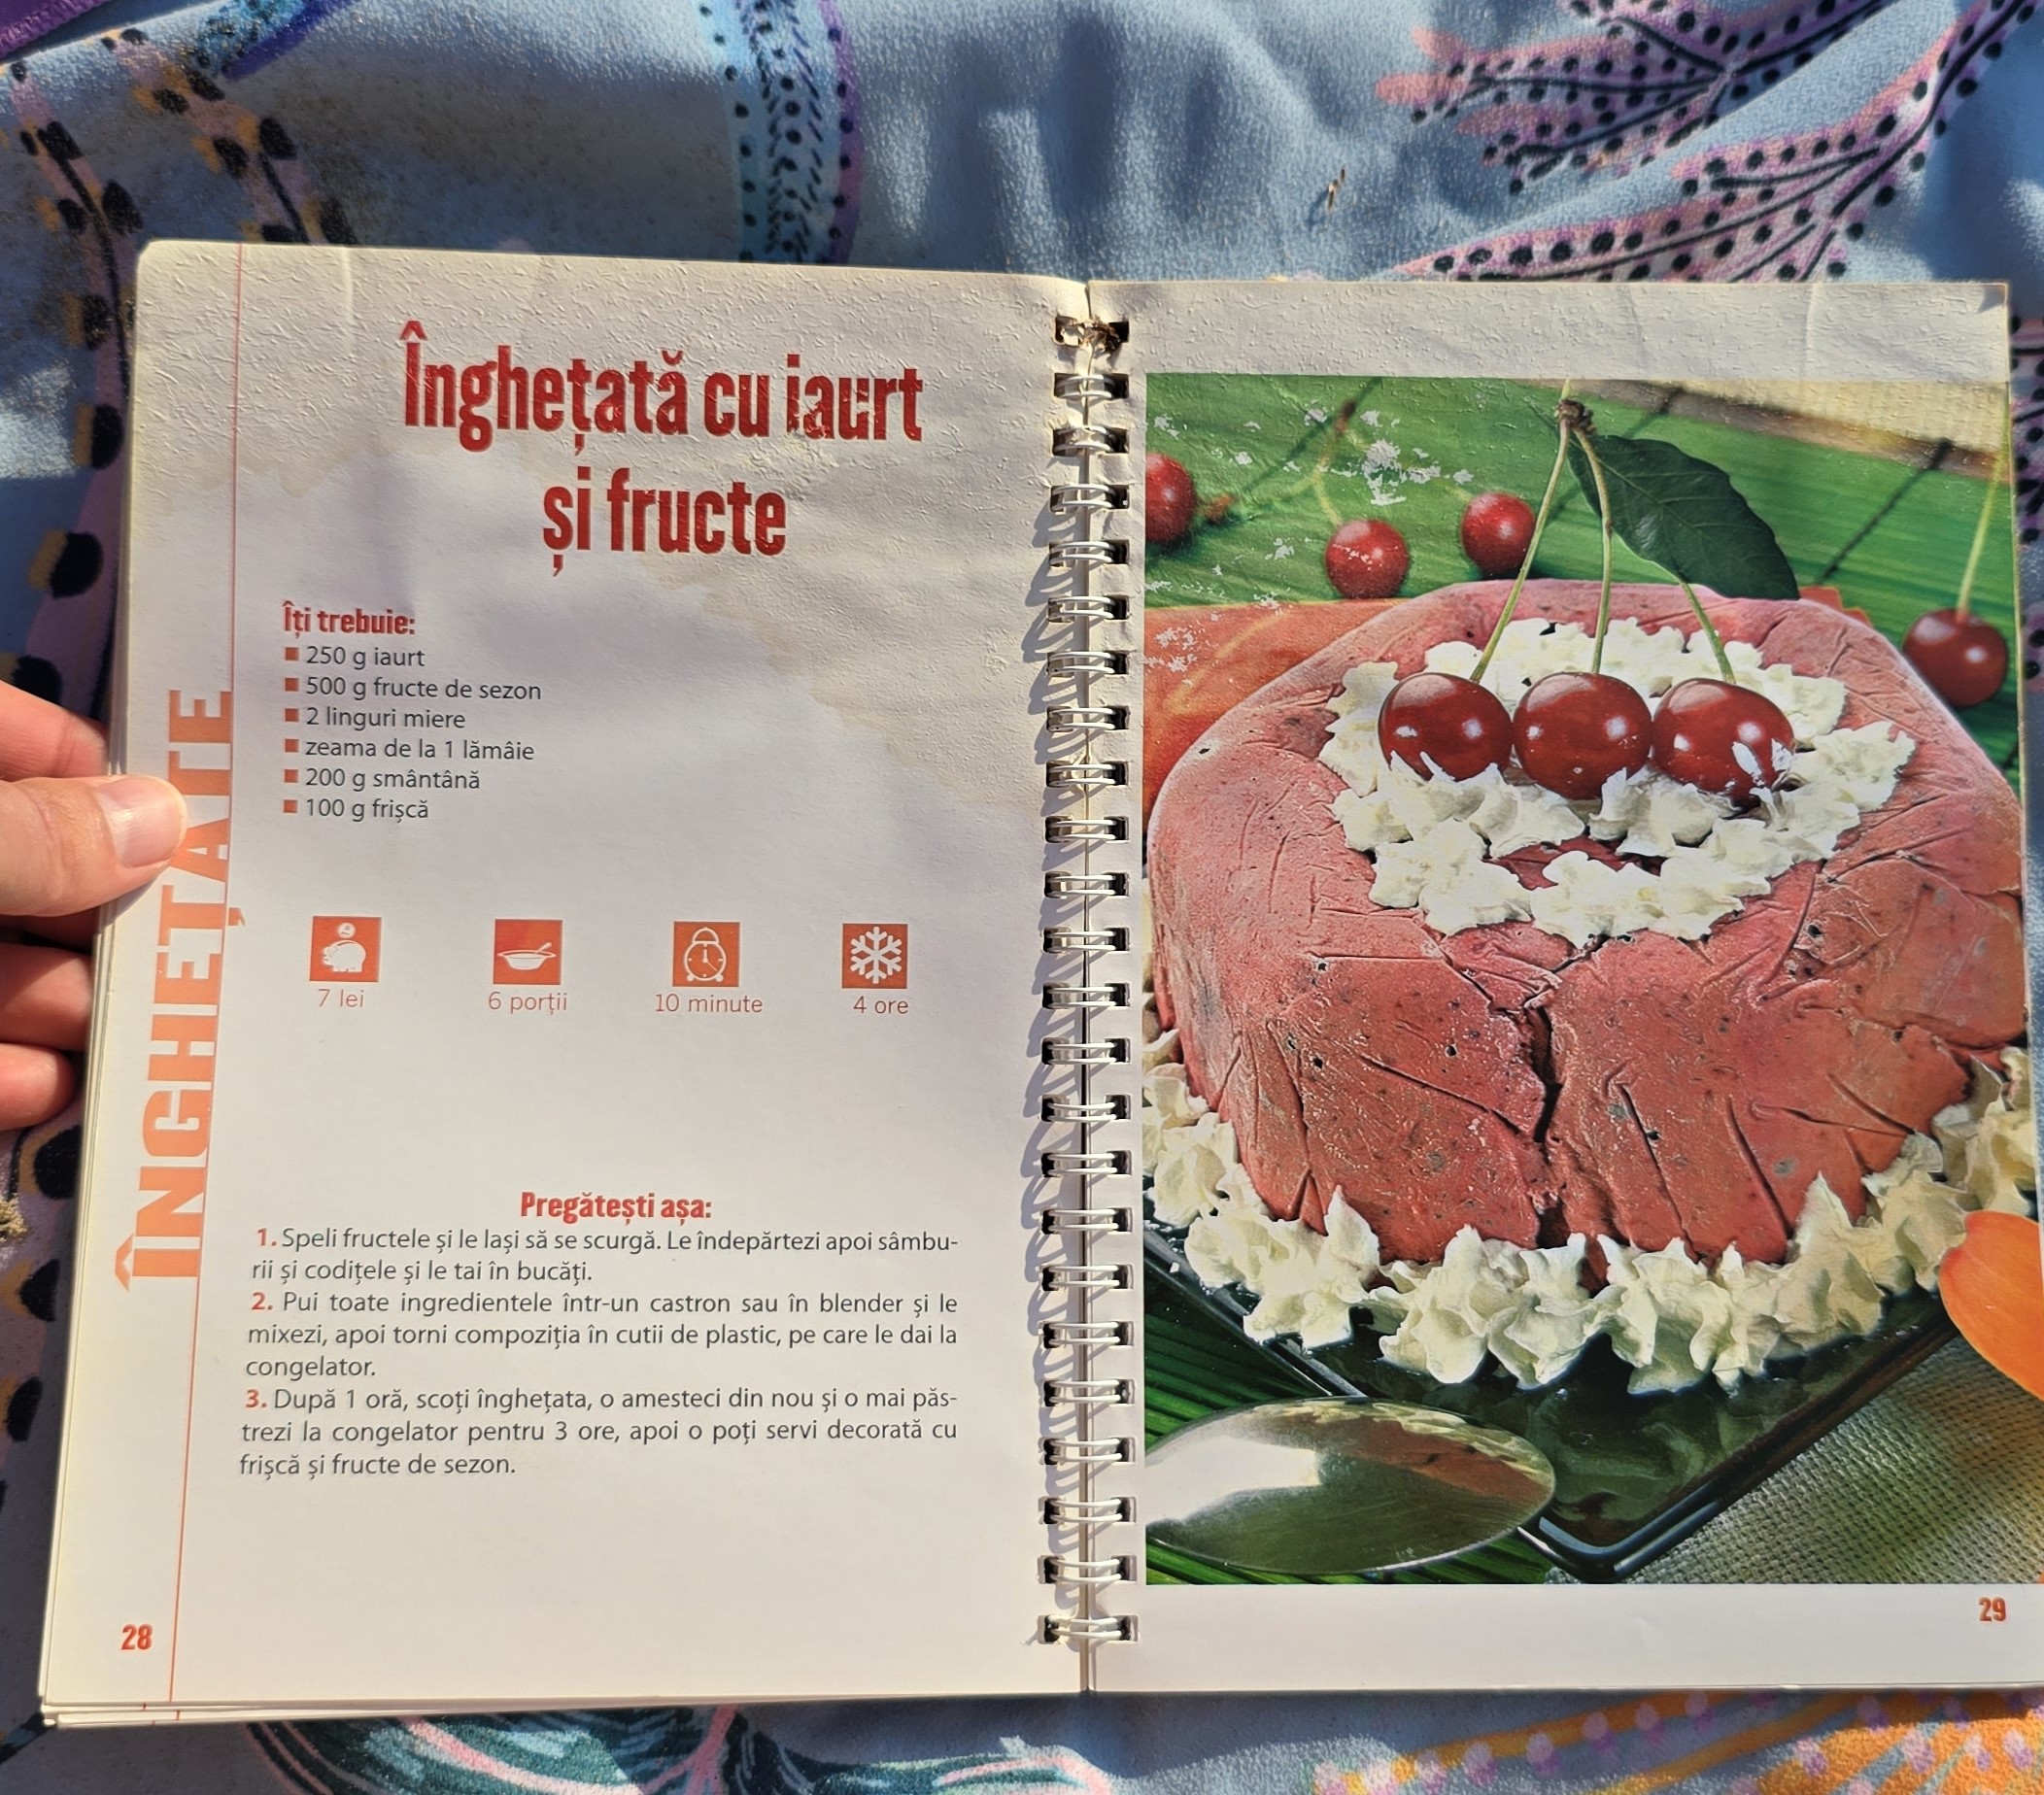 Înghețată cu iaurt
și fructe
Îți trebuie:
250 g iaurt
500 g fructe de sezon
2 linguri miere
zeama de la 1 lămâie
200 g smântână
100 g frișcă
7 lei
6 porții
10 minute
4 ore
Pregătești așa:
1. Speli fructele și le lași să se scurgă. Le îndepărtezi apoi sâmbu-
rii și codițele și le tai în bucăți.
2. Pui toate ingredientele într-un castron sau în blender și le
mixezi, apoi torni compoziția în cutii de plastic, pe care le dai la
congelator.
3. După 1 oră, scoți înghețata, o amesteci din nou și o mai păs-
trezi la congelator pentru 3 ore, apoi o poți servi decorată cu
frișcă și fructe de sezon.
ÎNGHEȚATE
28
29